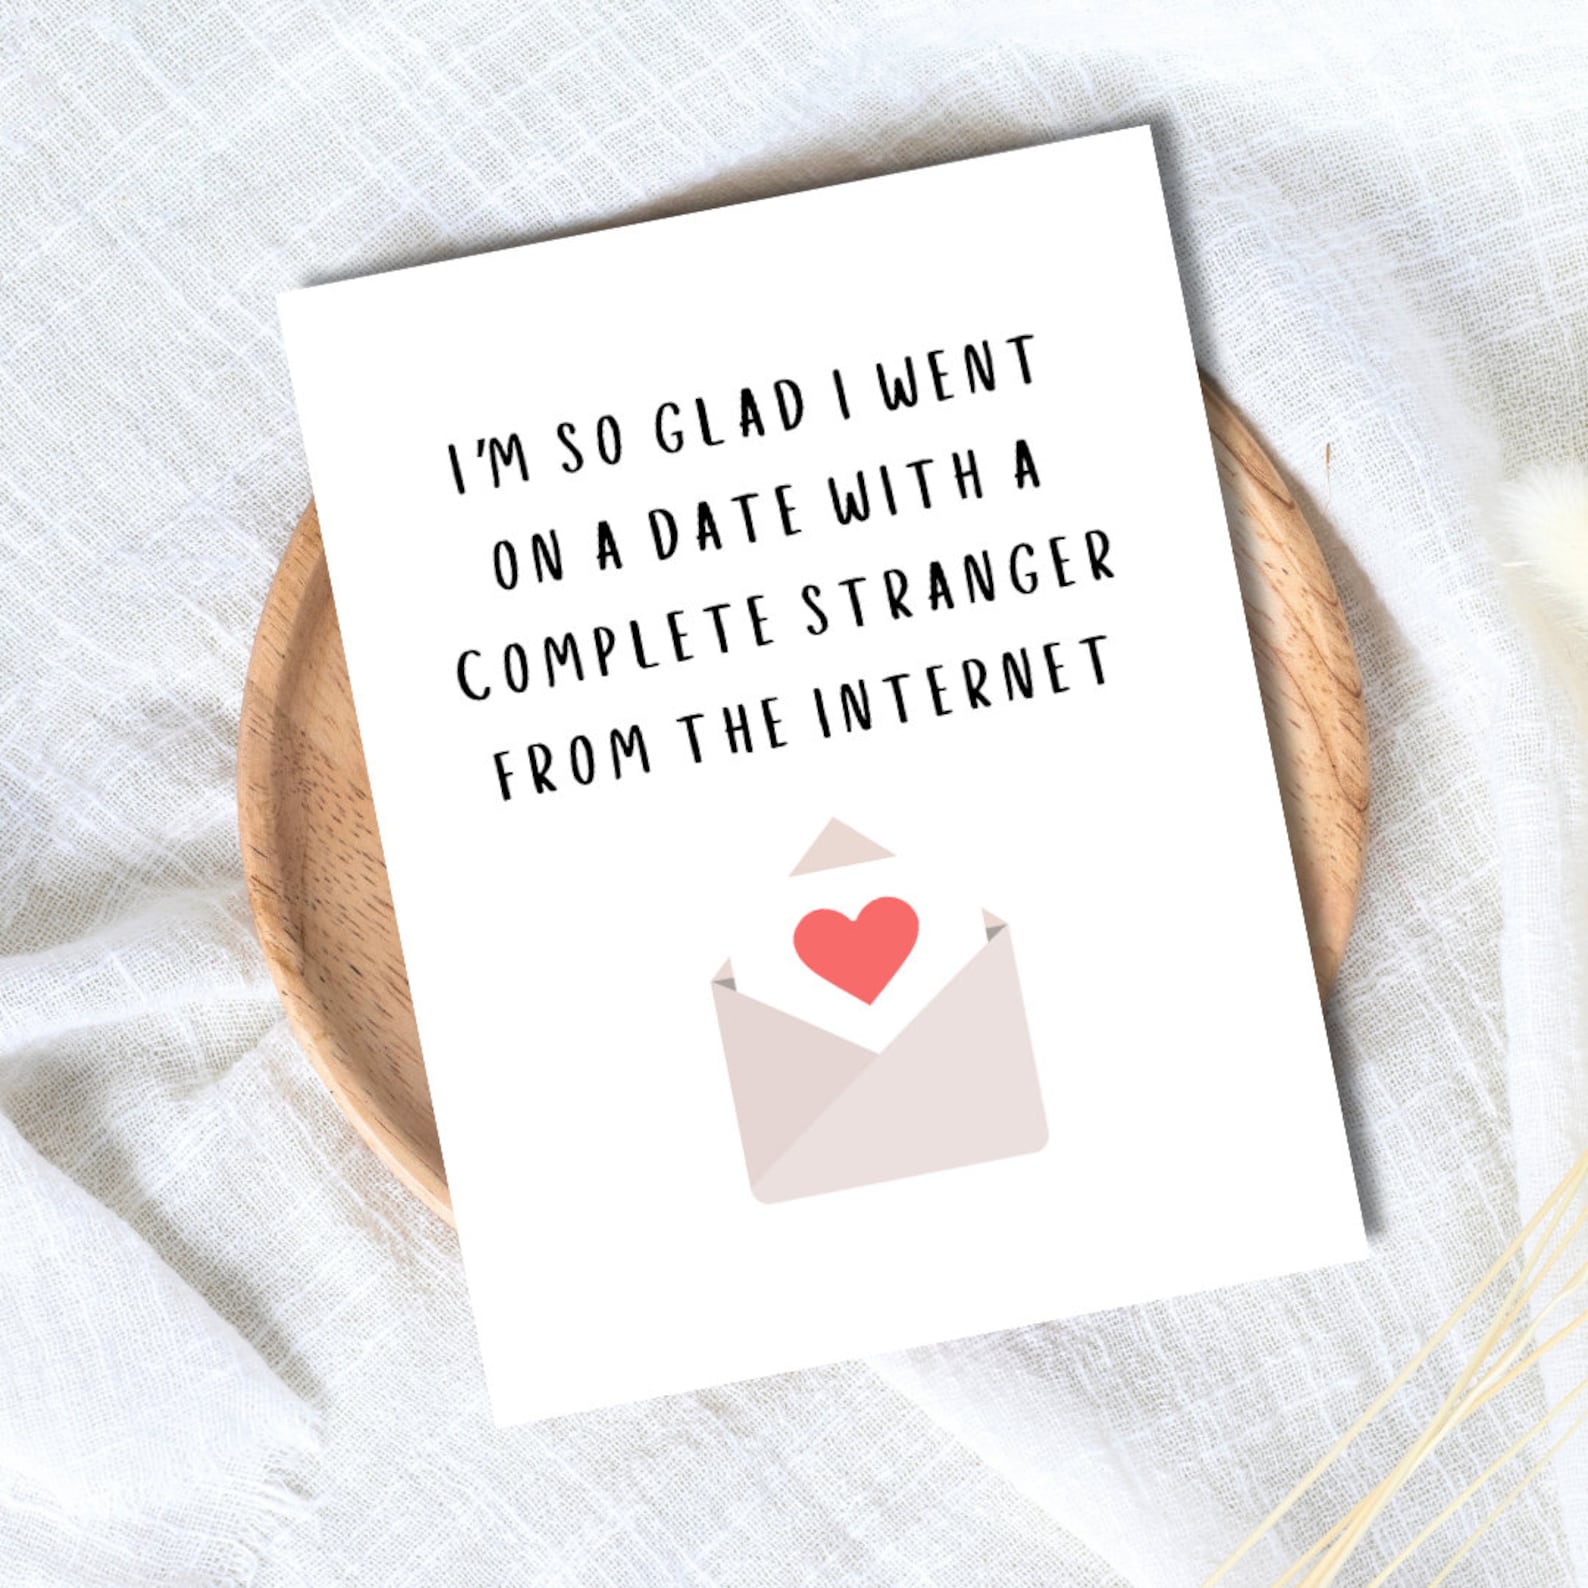 I'M SO GLAD I WENT
ON A DATE WITH A
COMPLETE STRANGER
FROM THE INTERNET